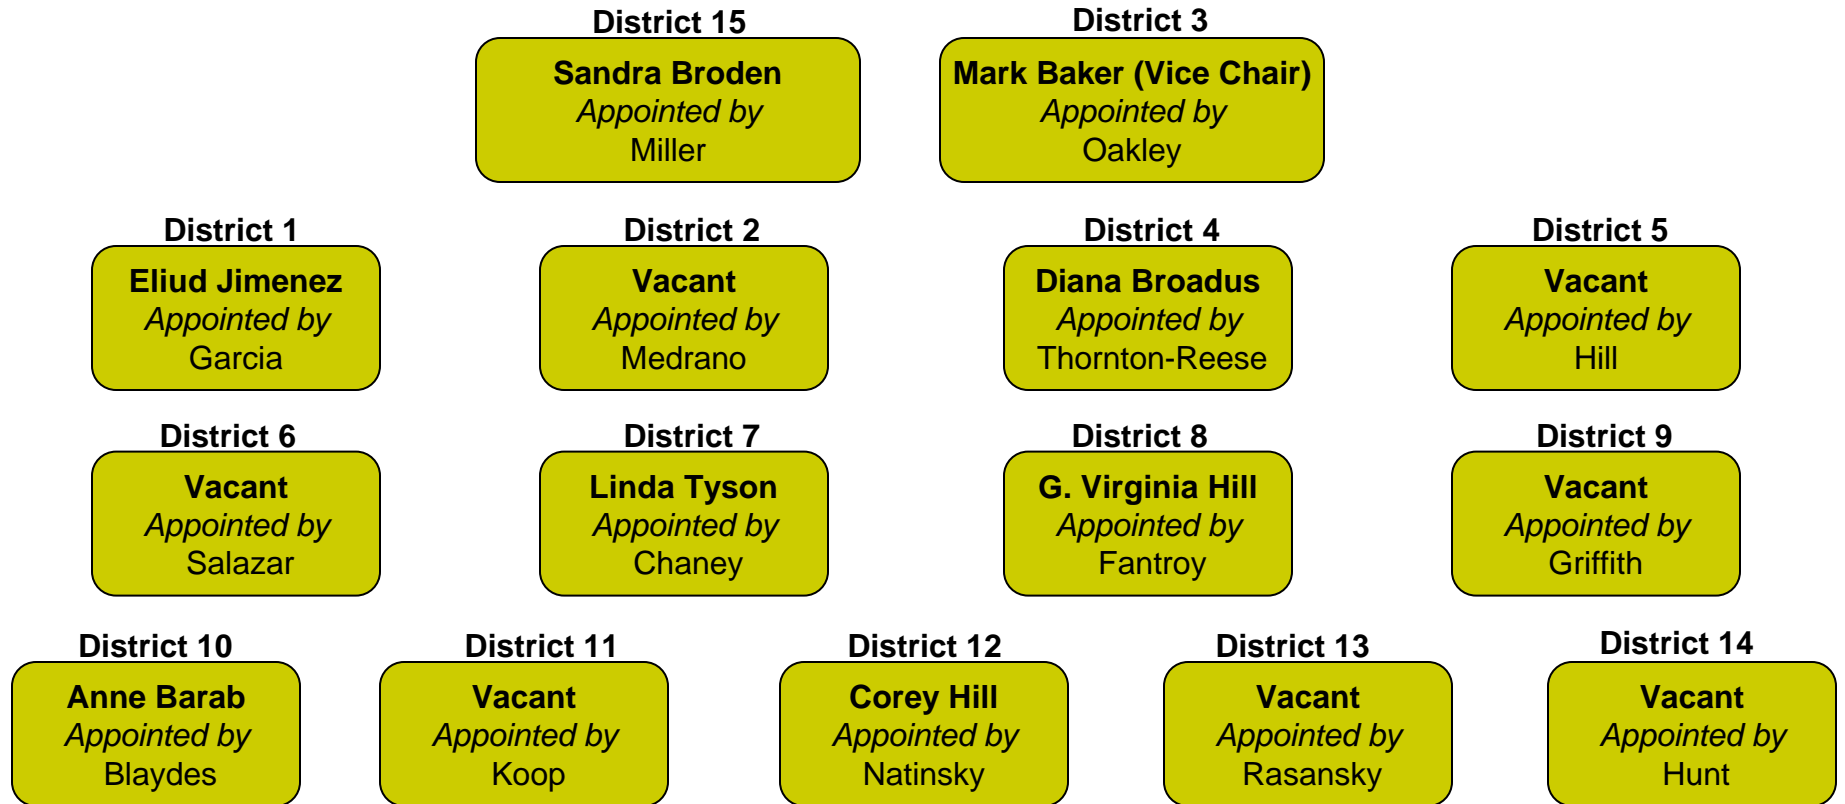 District 15
Sandra Broden
Appointed by
Miller
District 3
Mark Baker (Vice Chair)
Appointed by
Oakley
District 1
Eliud Jimenez
Appointed by
Garcia
District 2
Vacant
Appointed by
Medrano
District 4
Diana Broadus
Appointed by
Thornton-Reese
District 5
Vacant
Appointed by
Hill
District 6
Vacant
Appointed by
Salazar
District 7
Linda Tyson
Appointed by
Chaney
District 8
G. Virginia Hill
Appointed by
Fantroy
District 9
Vacant
Appointed by
Griffith
District 10
Anne Barab
Appointed by
Blaydes
District 11
Vacant
Appointed by
Koop
District 12
Corey Hill
Appointed by
Natinsky
District 13
Vacant
Appointed by
Rasansky
District 14
Vacant
Appointed by
Hunt